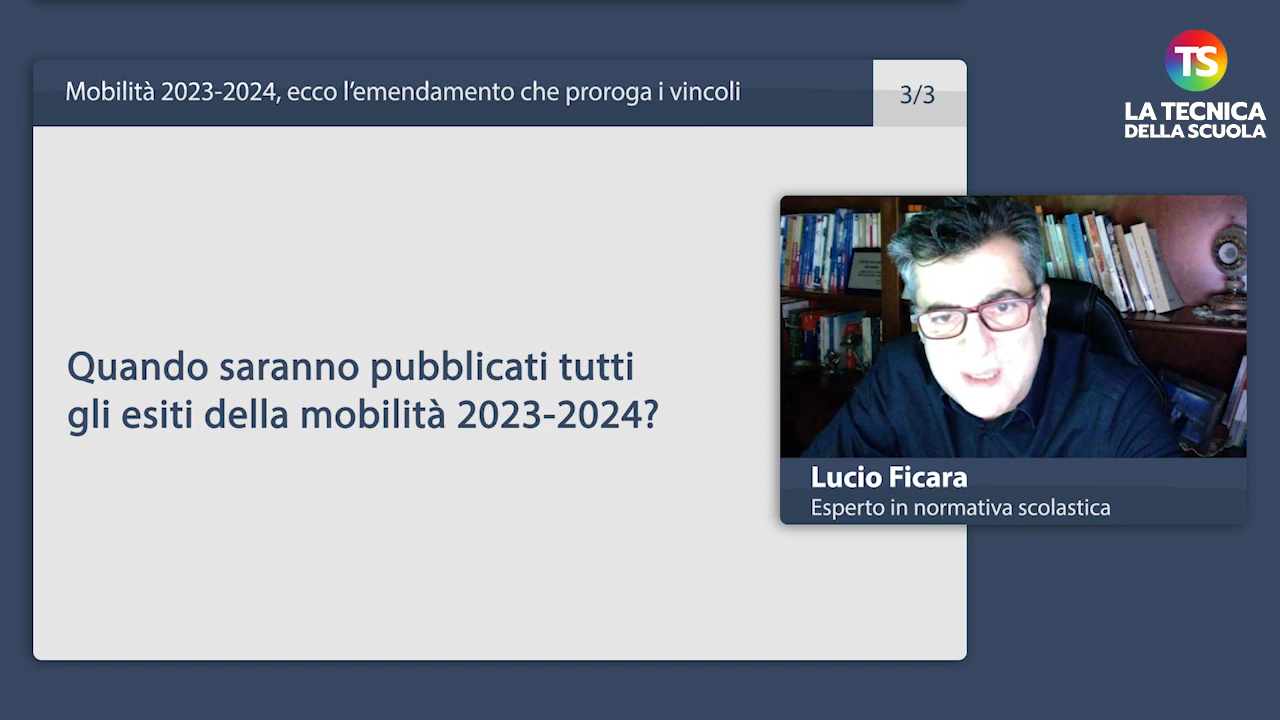 Mobilità 2023-2024, ecco l'emendamento che proroga i vincoli
3/3
TS
LA TECNICA
DELLA SCUOLA
Quando saranno pubblicati tutti
gli esiti della mobilità 2023-2024?
Lucio Ficara
Esperto in normativa scolastica